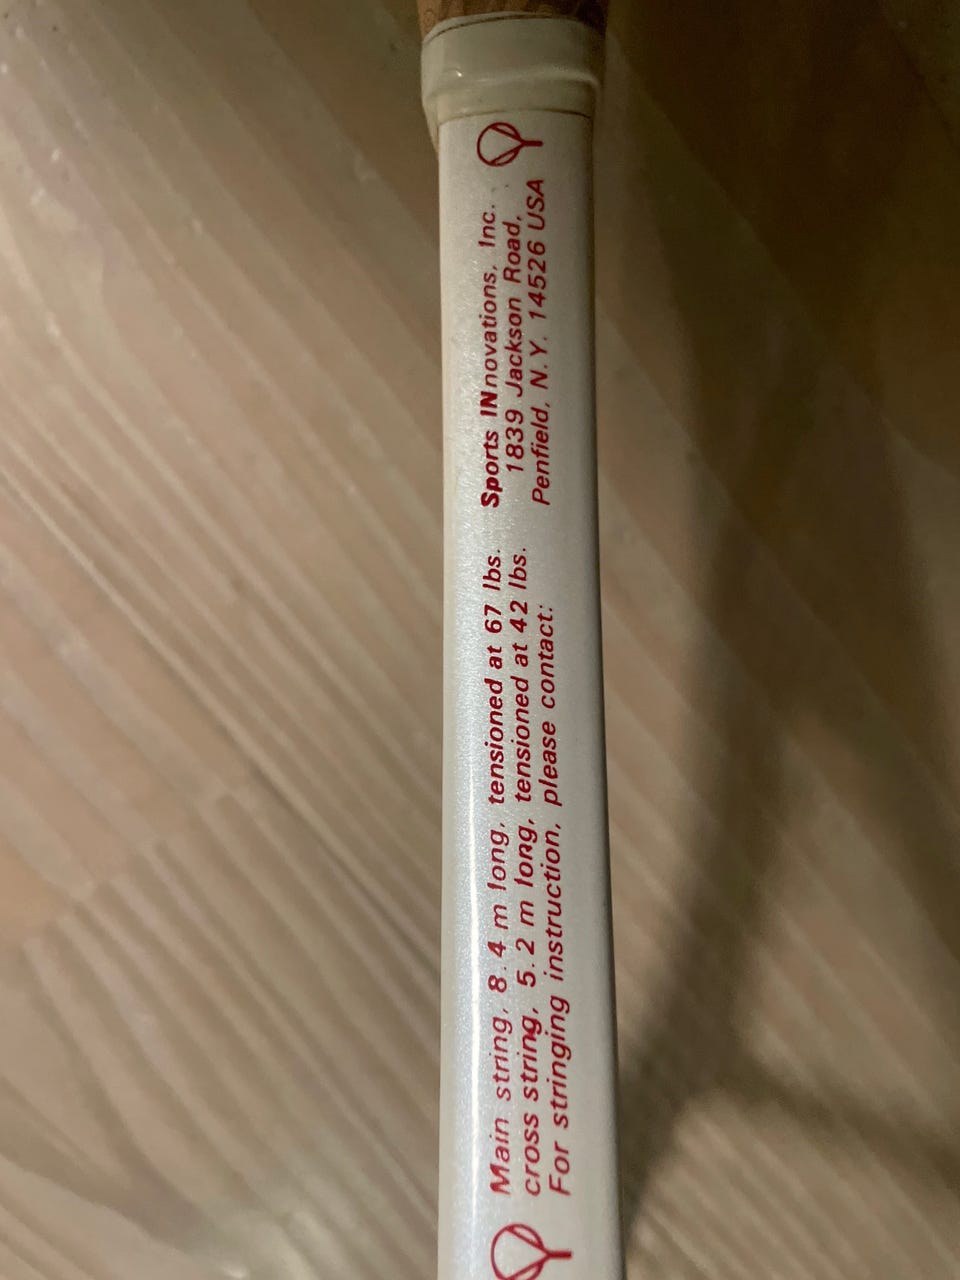 Main string, 8.4 m long, tensioned at 67 lbs.
cross string, 5.2 m long, tensioned at 42 lbs.
For stringing instruction, please contact:
Sports INnovations, Inc.
1839 Jackson Road,
Penfield, N.Y. 14526 USA